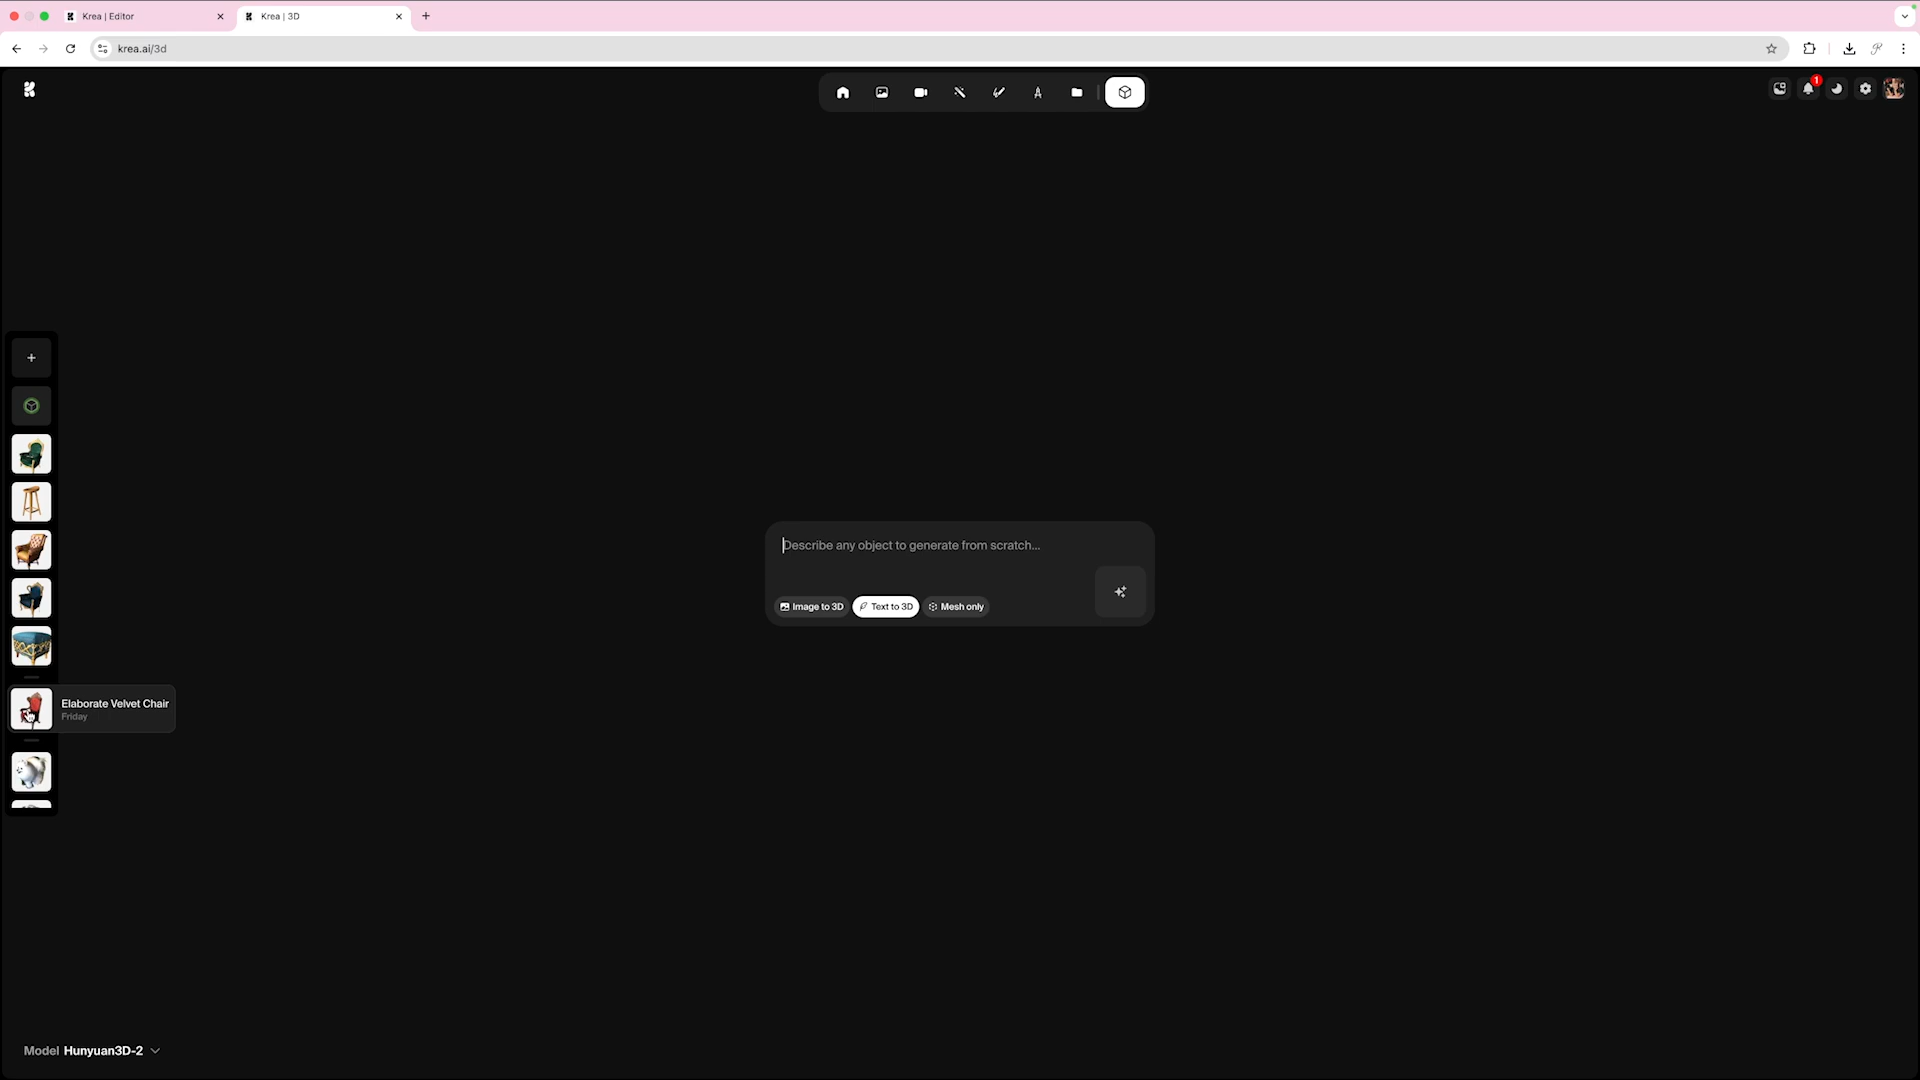 Krea | Editor
Krea | 3D
krea.ai/3d
1
Describe any object to generate from scratch...
Image to 3D
Text to 3D
Mesh only
Elaborate Velvet Chair
Friday
Model Hunyuan3D-2